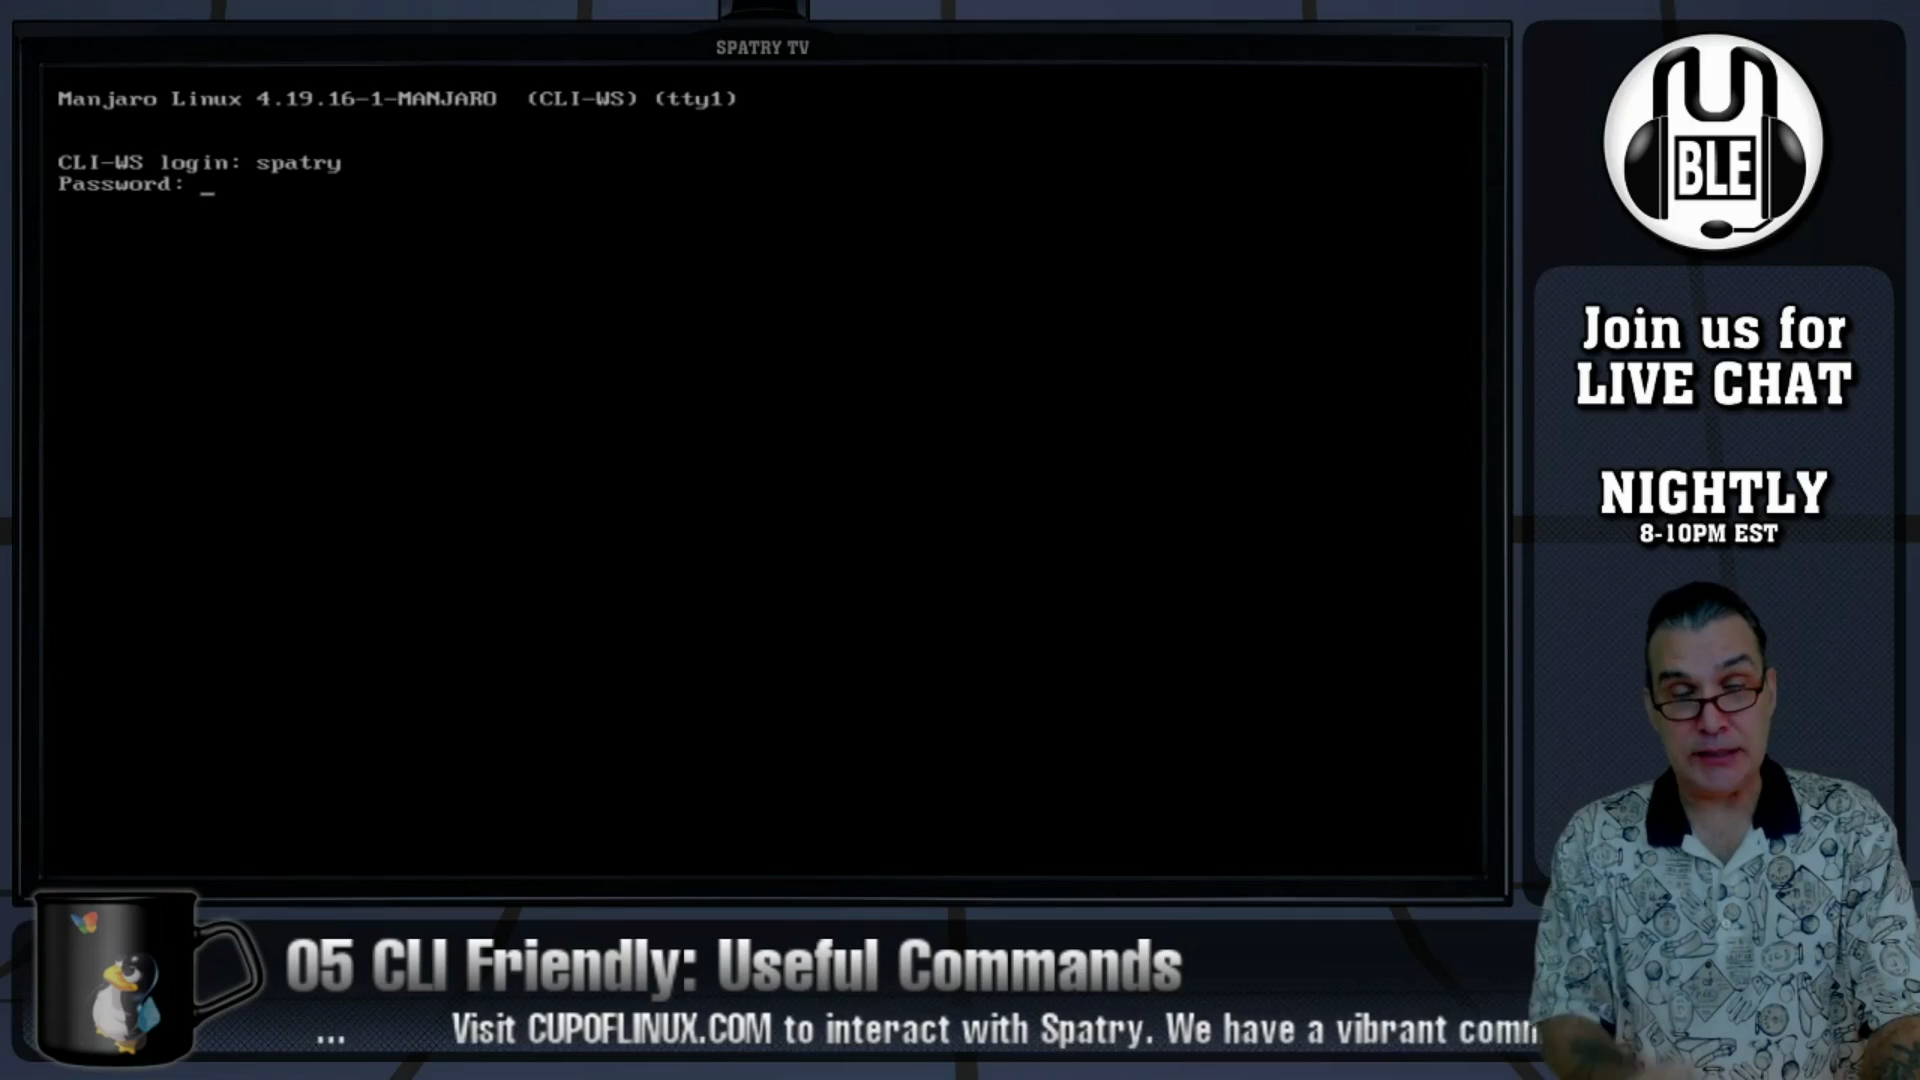 SPATRY TV
Manjaro Linux 4.19.16-1-MANJARO  (CLI-WS) (tty1)
CLI-WS login: spatry
Password: _
BLE
Join us for
LIVE CHAT
NIGHTLY
8-10PM EST
05 CLI Friendly: Useful Commands
... Visit CUPOFLINUX.COM to interact with Spatry. We have a vibrant